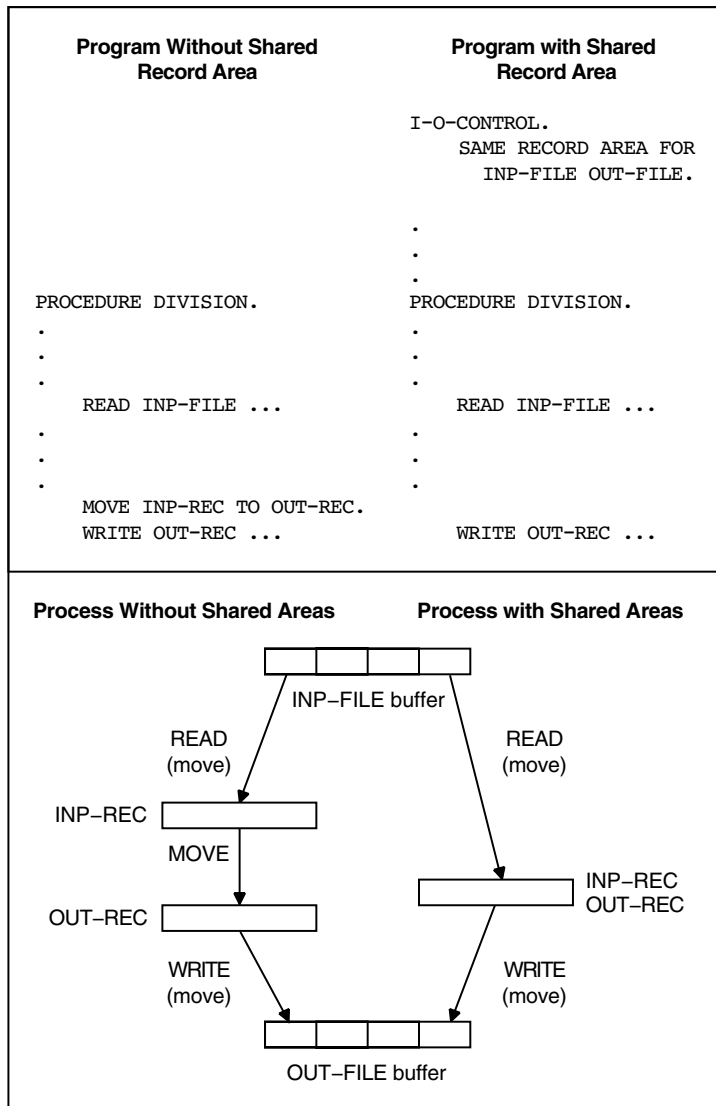 Program Without Shared
Record Area
PROCEDURE DIVISION.
.
.
.
READ INP-FILE ...
.
.
.
MOVE INP-REC TO OUT-REC.
WRITE OUT-REC ...
Program with Shared
Record Area
I-O-CONTROL.
SAME RECORD AREA FOR
INP-FILE OUT-FILE.
.
.
.
PROCEDURE DIVISION.
.
.
.
READ INP-FILE ...
.
.
.
WRITE OUT-REC ...
Process Without Shared Areas
Process with Shared Areas
INP-FILE buffer
READ
(move)
READ
(move)
INP-REC
MOVE
OUT-REC
INP-REC
OUT-REC
WRITE
(move)
WRITE
(move)
OUT-FILE buffer